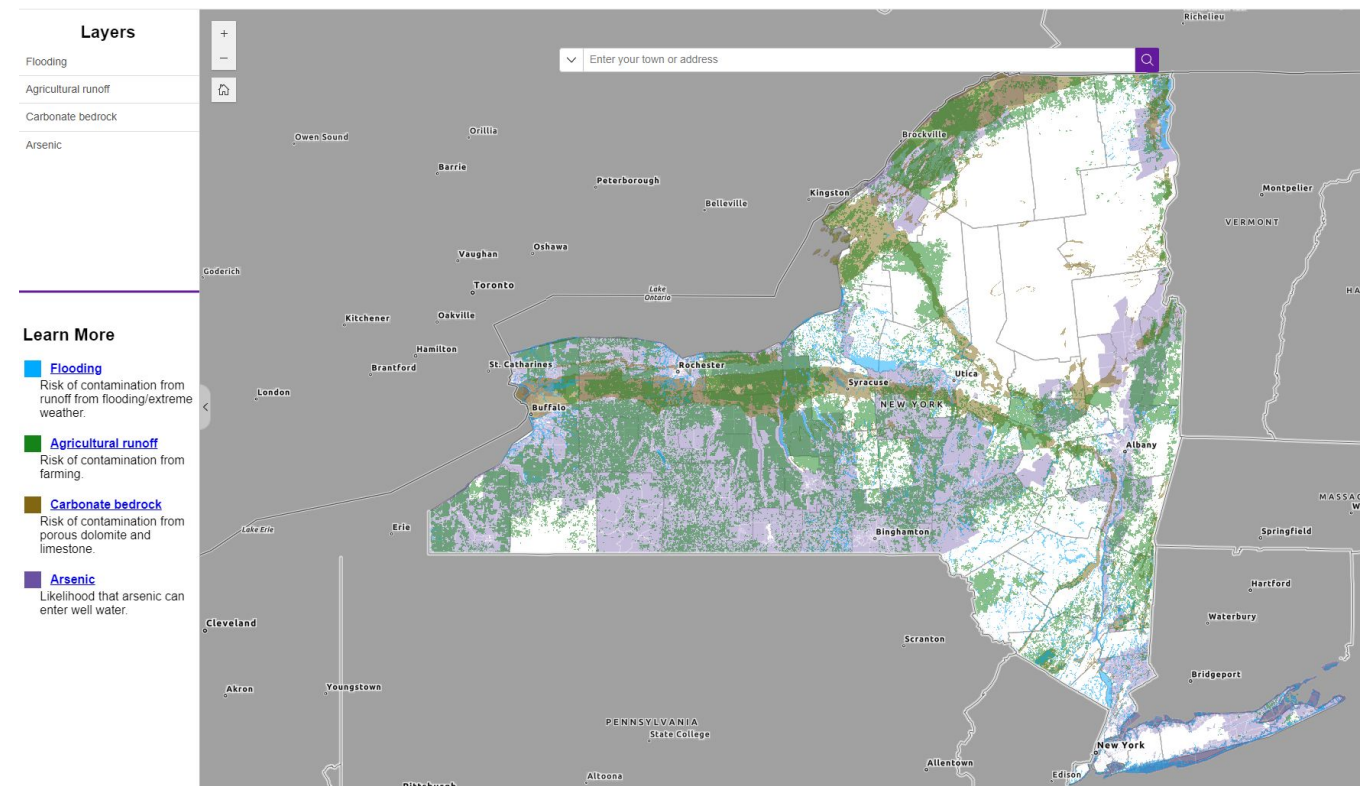 Layers
Flooding
Agricultural runoff
Carbonate bedrock
Arsenic
Learn More
Flooding
Risk of contamination from
runoff from flooding/extreme
weather.
Agricultural runoff
Risk of contamination from
farming.
Carbonate bedrock
Risk of contamination from
porous dolomite and
limestone.
Arsenic
Likelihood that arsenic can
enter well water.
+
−
Enter your town or address
Richelieu
Owen Sound
Orillia
Brockville
Barrie
Peterborough
Kingston
Montpelier
Belleville
VERMONT
Vaughan
Oshawa
Goderich
Toronto
Lake
Ontario
HA
Kitchener
Oakville
Hamilton
Brantford
St. Catharines
Rochester
Utica
Syracuse
London
Buffalo
NEW YORK
Albany
MASSAC
W
Lake Erie
Erie
Binghamton
Springfield
Hartford
Waterbury
Cleveland
Scranton
Bridgeport
Akron
Youngstown
PENNSYLVANIA
State College
New York
Allentown
Edison
Altoona
Pittsburgh